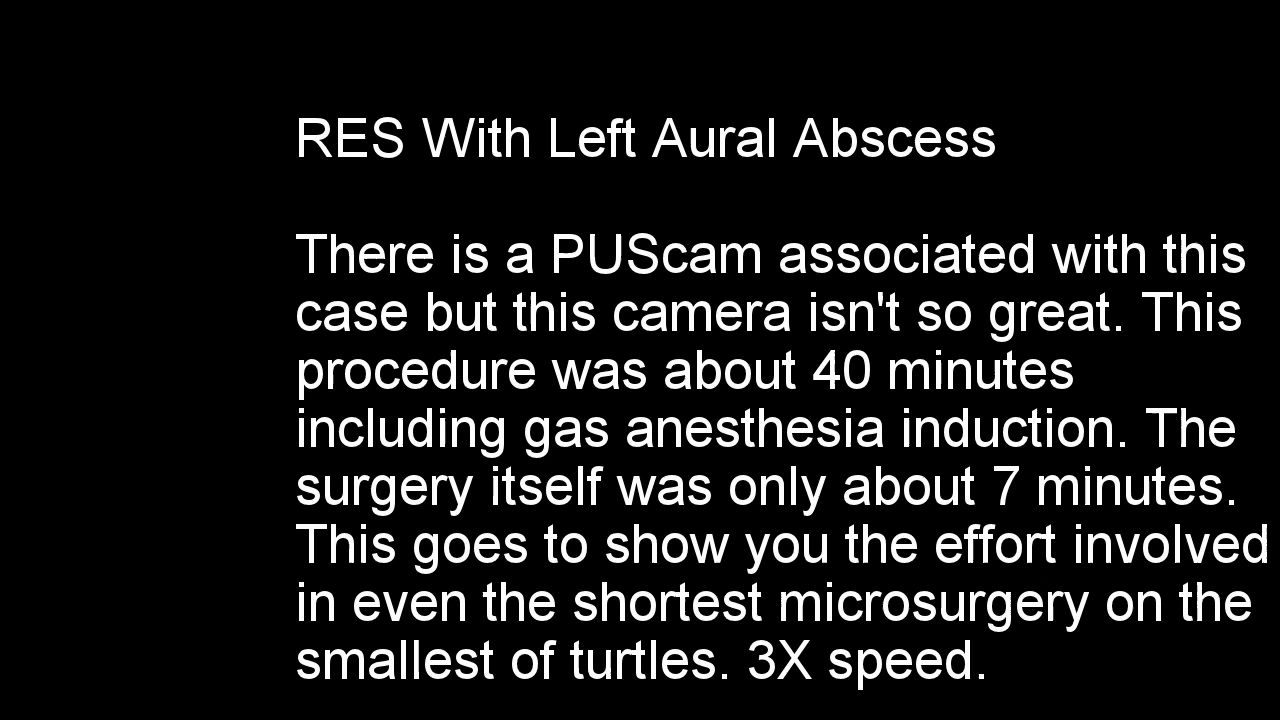 RES With Left Aural Abscess
There is a PUScam associated with this
case but this camera isn't so great. This
procedure was about 40 minutes
including gas anesthesia induction. The
surgery itself was only about 7 minutes.
This goes to show you the effort involved
in even the shortest microsurgery on the
smallest of turtles. 3X speed.